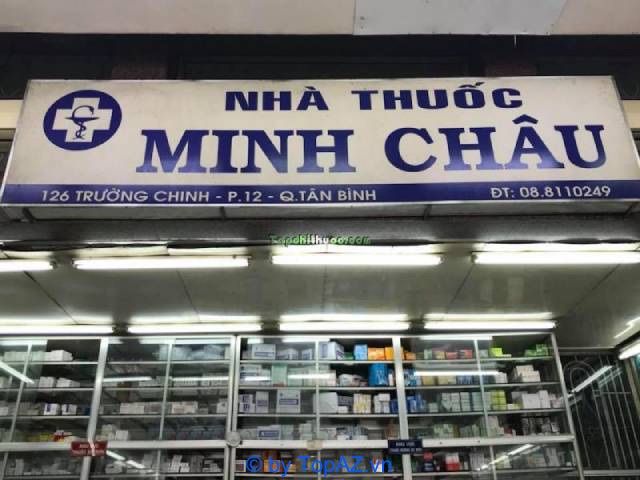 NHÀ THUỐC
MINH CHÂU
126 TRƯỜNG CHINH - P.12 - Q.TÂN BÌNH ĐT: 08.8110249
© by TopAZ.vn